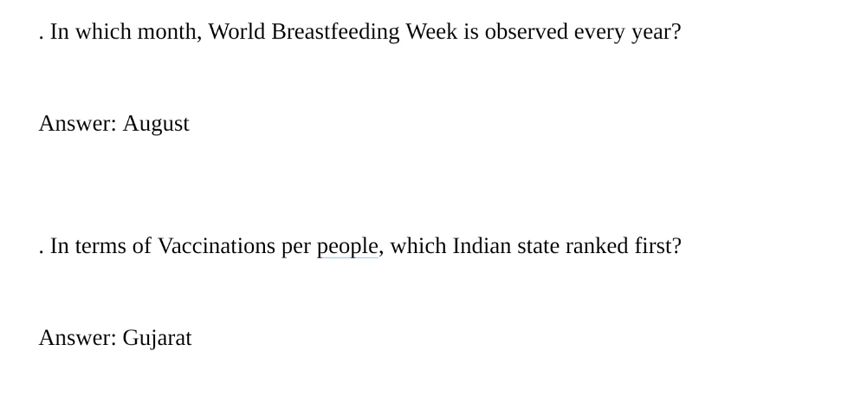 . In which month, World Breastfeeding Week is observed every year?
Answer: August
. In terms of Vaccinations per people, which Indian state ranked first?
Answer: Gujarat